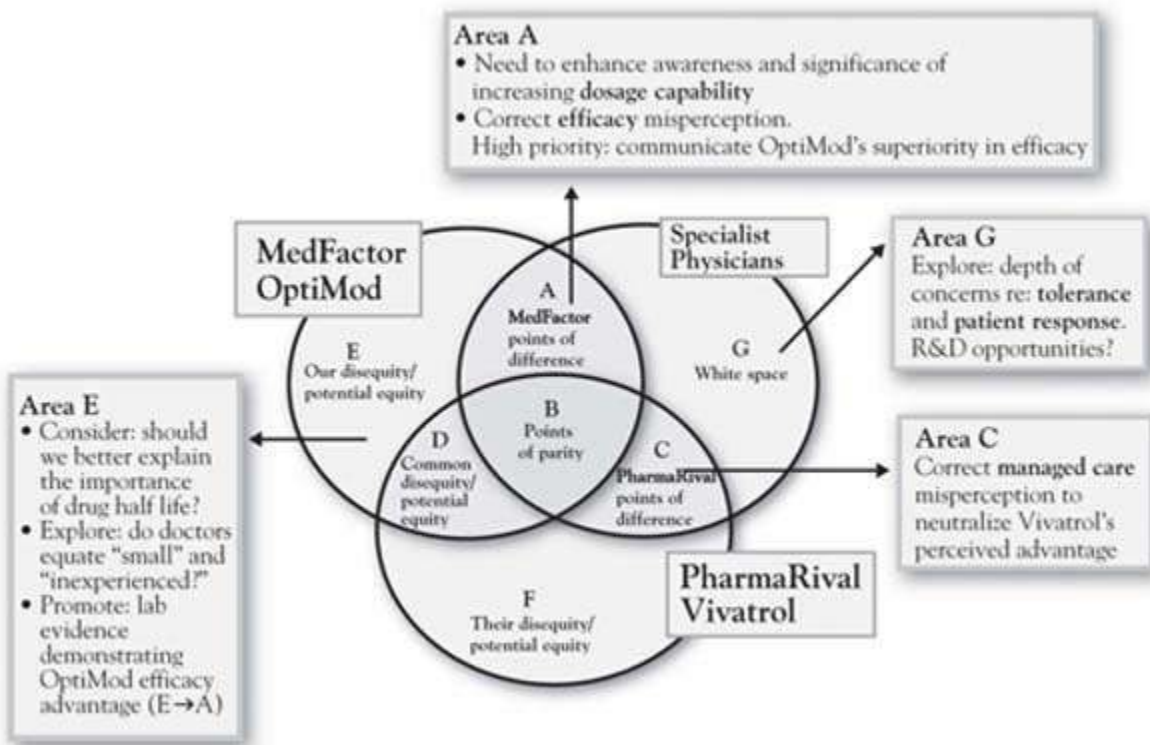 Area A
• Need to enhance awareness and significance of
increasing dosage capability
• Correct efficacy misperception.
High priority: communicate OptiMod's superiority in efficacy
MedFactor
OptiMod
Specialist
Physicians
Area G
Explore: depth of
concerns re: tolerance
and patient response.
R&D opportunities?
A
MedFactor
points of
difference
E
Our disequity/
potential equity
G
White space
B
Points
of parity
D
Common
disequity/
potential
equity
C
PharmaRival
points of
difference
Area E
• Consider: should
we better explain
the importance
of drug half life?
• Explore: do doctors
equate "small" and
"inexperienced?"
• Promote: lab
evidence
demonstrating
OptiMod efficacy
advantage (E→A)
Area C
Correct managed care
misperception to
neutralize Vivatrol's
perceived advantage
PharmaRival
Vivatrol
F
Their disequity/
potential equity